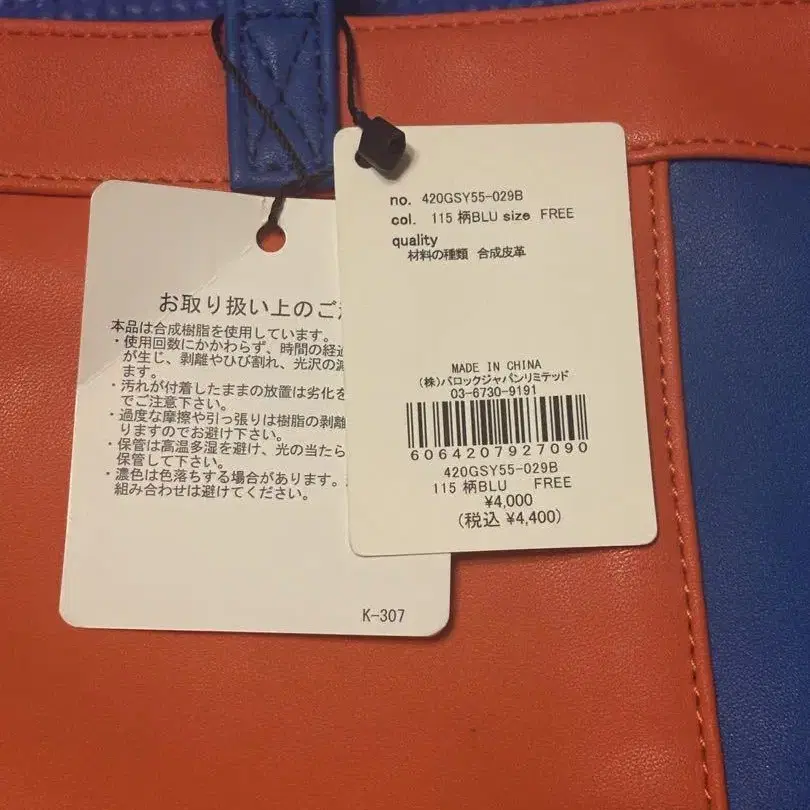 お取り扱い上のご
本品は合成樹脂を使用しています。
・使用回数にかかわらず、時間の経過
が生じ、剥離やひび割れ、光沢の減
ます。
・汚れが付着したままの放置は劣化を
でご注意下さい。
・過度な摩擦や引っ張りは樹脂の剥離
りますのでお避け下さい。
・保管は高温多湿を避け、光の当たら
保管して下さい。
・濃色は色落ちする場合があります。
組み合わせは避けてください。
K-307
no. 420GSY55-029B
col. 115 柄BLU size FREE
quality
材料の種類 合成皮革
MADE IN CHINA
(株)バロックジャパンリミテッド
03-6730-9191
6064207927090
420GSY55-029B
115 柄BLU FREE
¥4,000
(税込 ¥4,400)